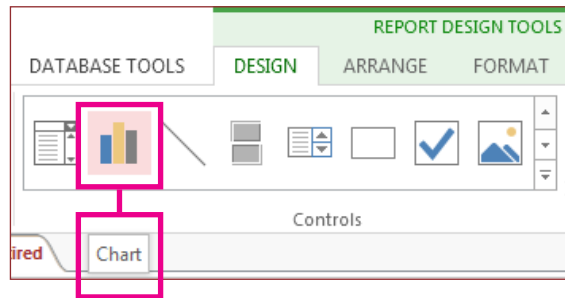 REPORT DESIGN TOOLS
DATABASE TOOLS DESIGN ARRANGE FORMAT
Controls
ired Chart